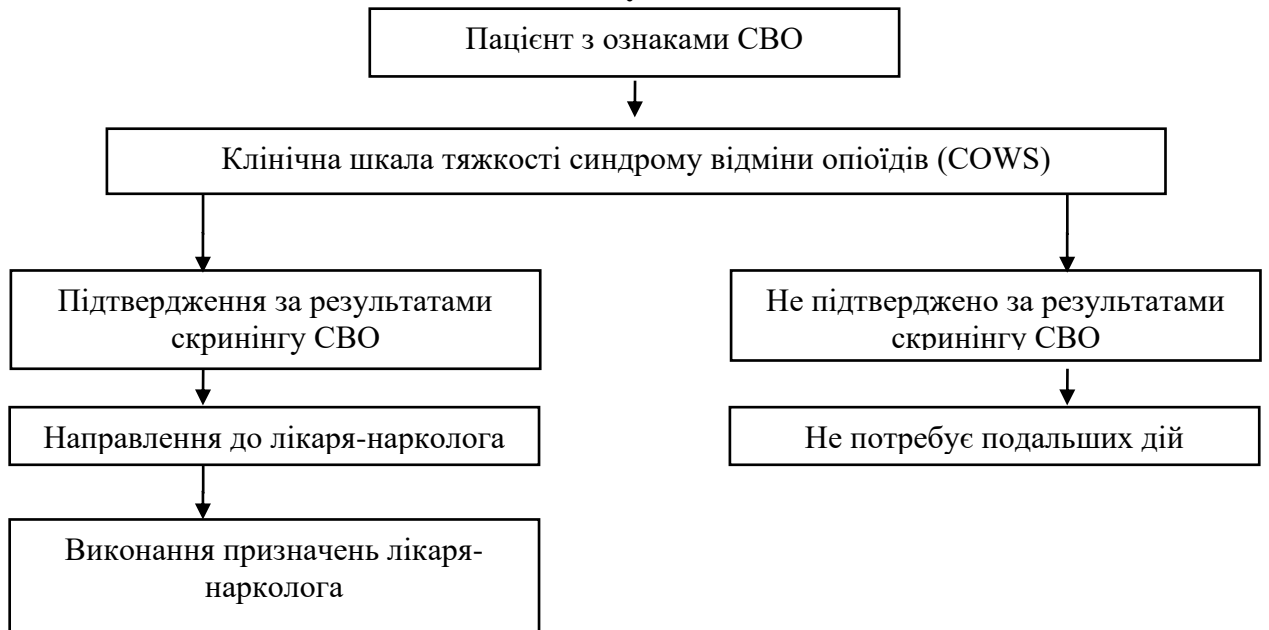 Пацієнт з ознаками СВО
Клінічна шкала тяжкості синдрому відміни опіоїдів (COWS)
Підтвердження за результатами
скринінгу СВО
Не підтверджено за результатами
скринінгу СВО
Направлення до лікаря-нарколога
Не потребує подальших дій
Виконання призначень лікаря-
нарколога